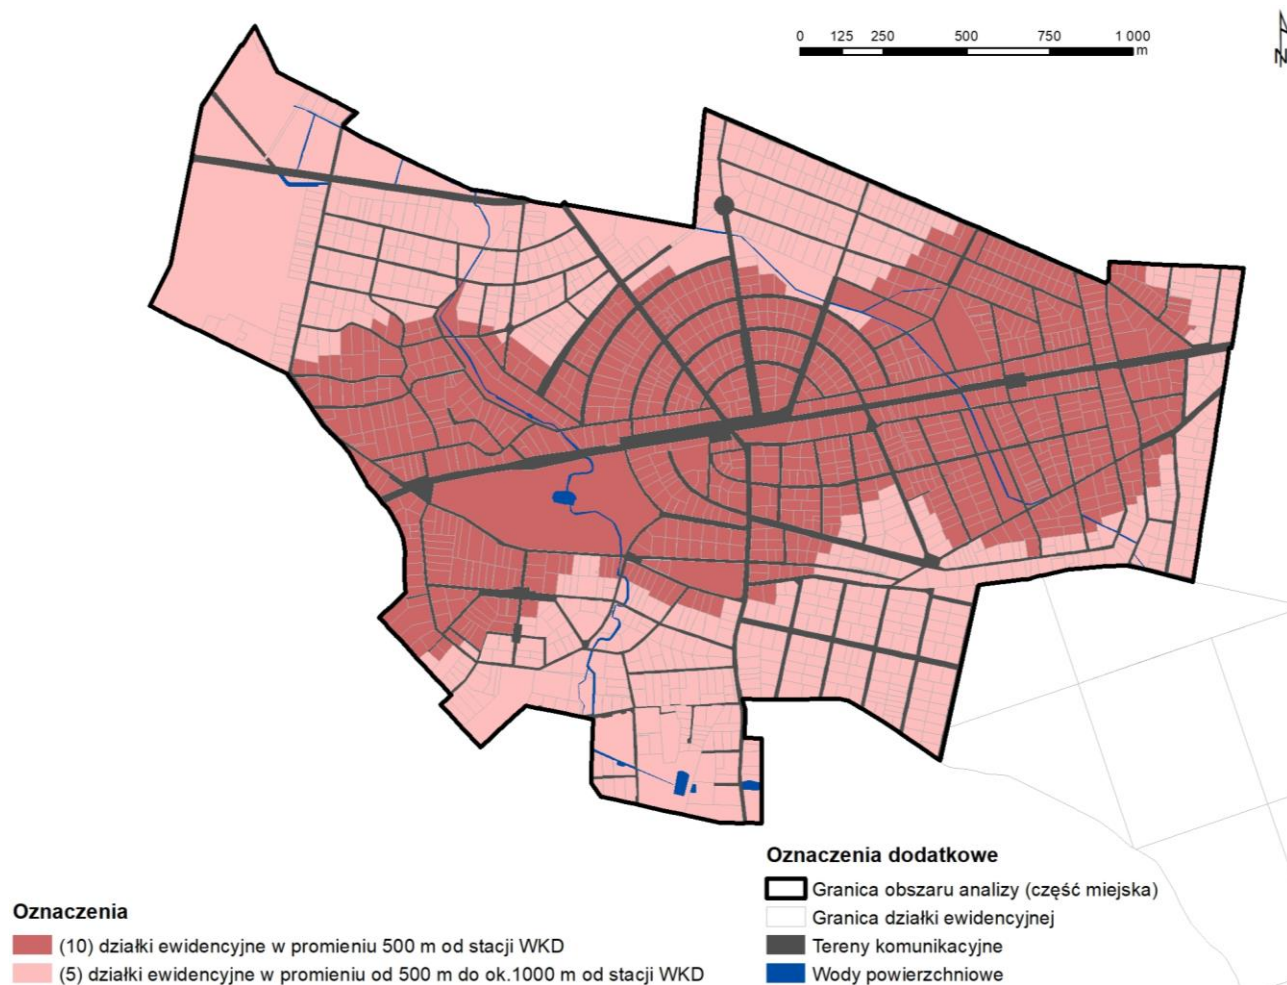 0 125 250 500 750 1 000
m
N
Oznaczenia dodatkowe
Granica obszaru analizy (część miejska)
Granica działki ewidencyjnej
Tereny komunikacyjne
Wody powierzchniowe
Oznaczenia
(10) działki ewidencyjne w promieniu 500 m od stacji WKD
(5) działki ewidencyjne w promieniu od 500 m do ok.1000 m od stacji WKD